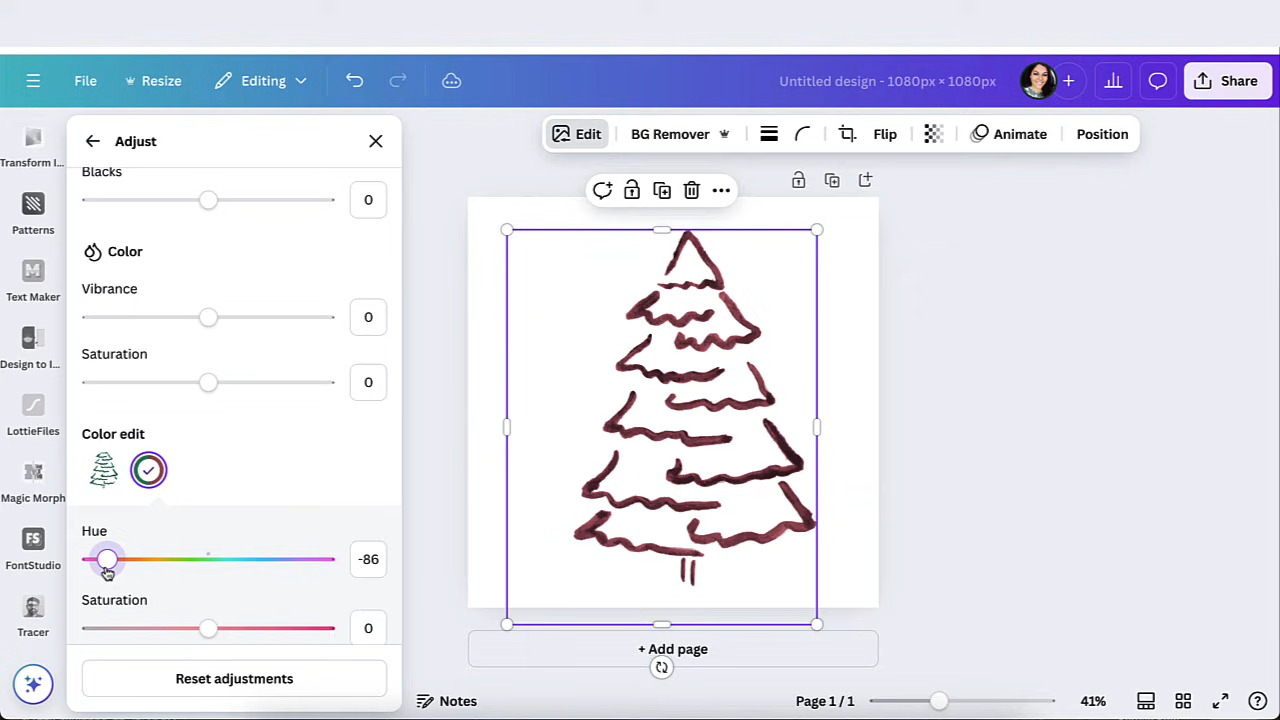 File
Resize
Editing
Untitled design - 1080px × 1080px
Share
Transform I...
Patterns
Text Maker
Design to I...
LottieFiles
Magic Morph
FontStudio
Tracer
Adjust
Blacks
0
Color
Vibrance
0
Saturation
0
Color edit
Hue
-86
Saturation
0
Reset adjustments
Edit
BG Remover
Flip
Animate
Position
+ Add page
Notes
Page 1 / 1
41%